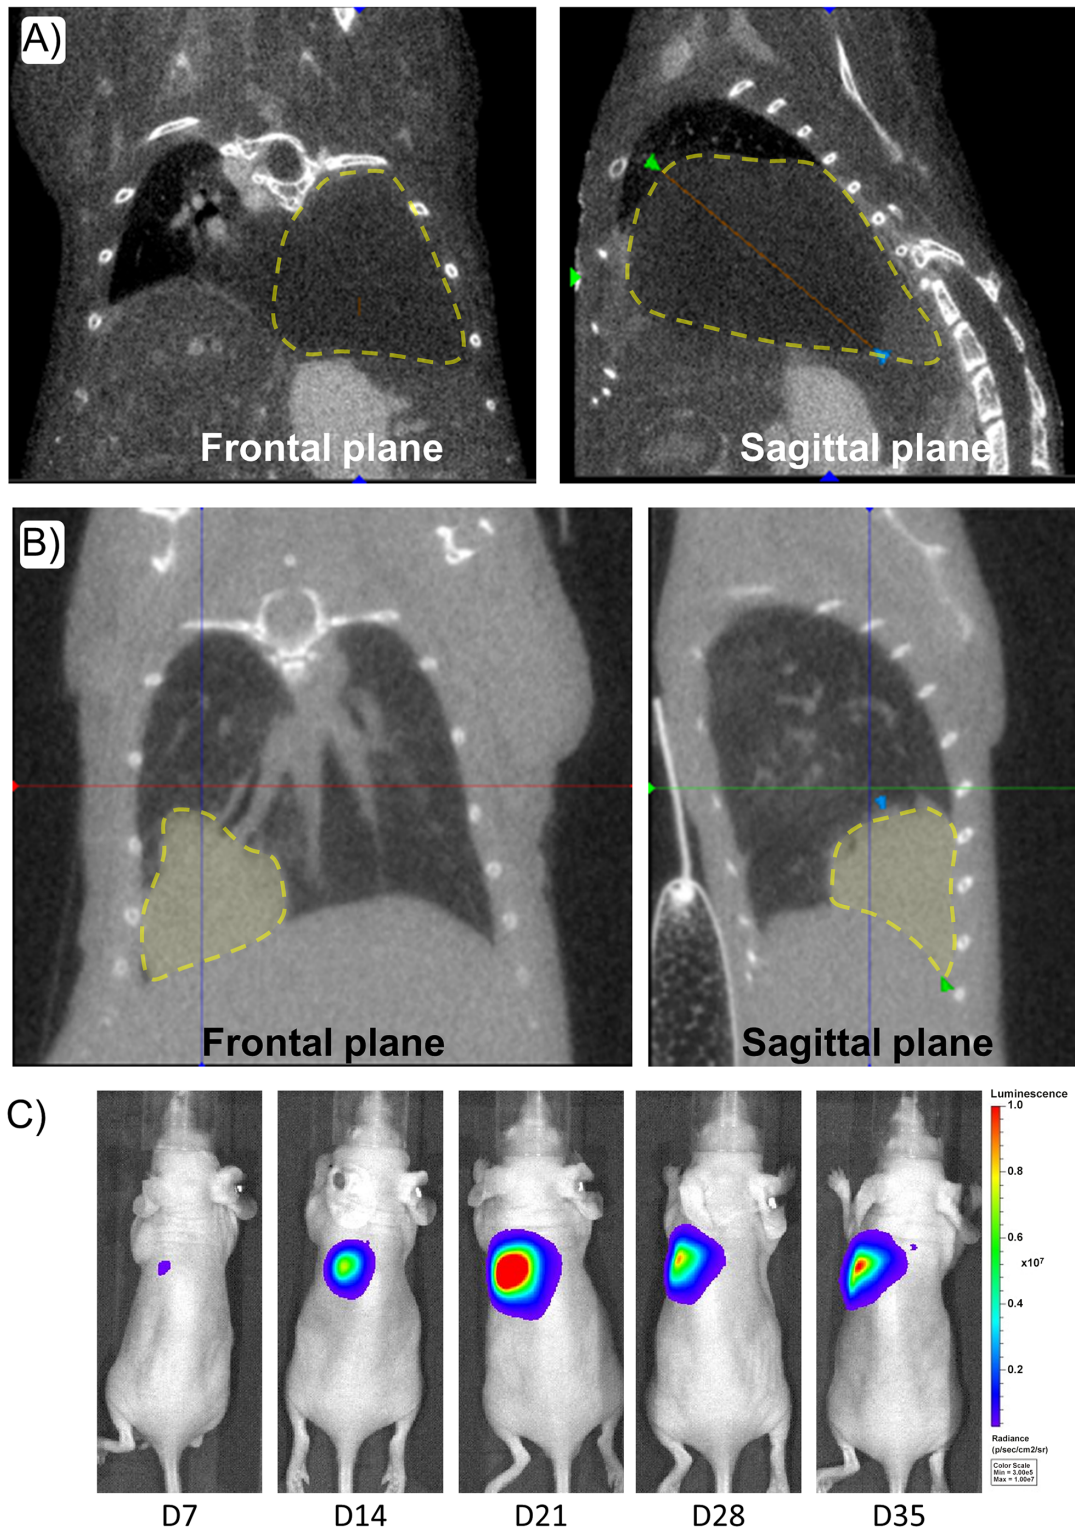 A)
Frontal plane
Sagittal plane
B)
Frontal plane
Sagittal plane
C)
Luminescence
1.0
0.8
0.6
x10⁷
0.4
0.2
Radiance
(p/sec/cm2/sr)
Color Scale
Min = 3.00e5
Max = 1.00e7
D7
D14
D21
D28
D35